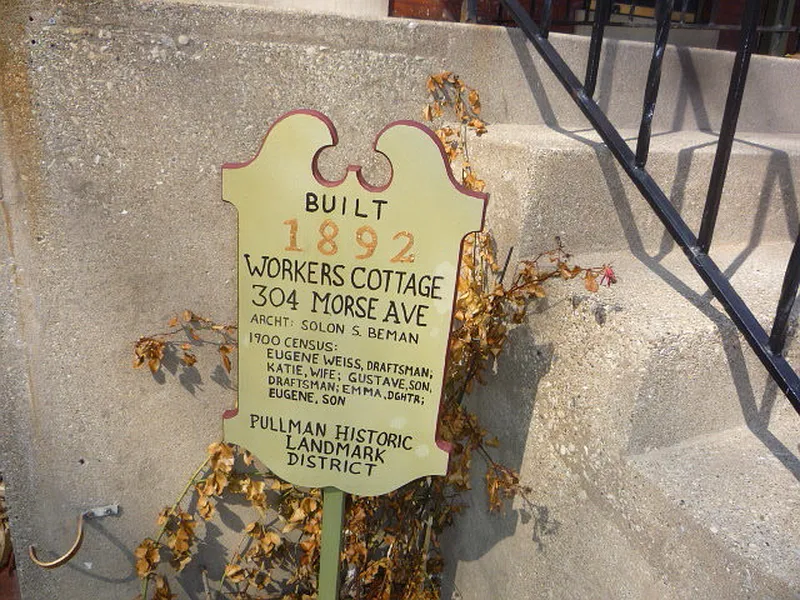 BUILT
1892
WORKERS COTTAGE
304 MORSE AVE
ARCHT: SOLON S. BEMAN
1900 CENSUS:
EUGENE WEISS, DRAFTSMAN;
KATIE, WIFE; GUSTAVE, SON,
DRAFTSMAN; EMMA, DGHTR;
EUGENE, SON
PULLMAN HISTORIC
LANDMARK
DISTRICT